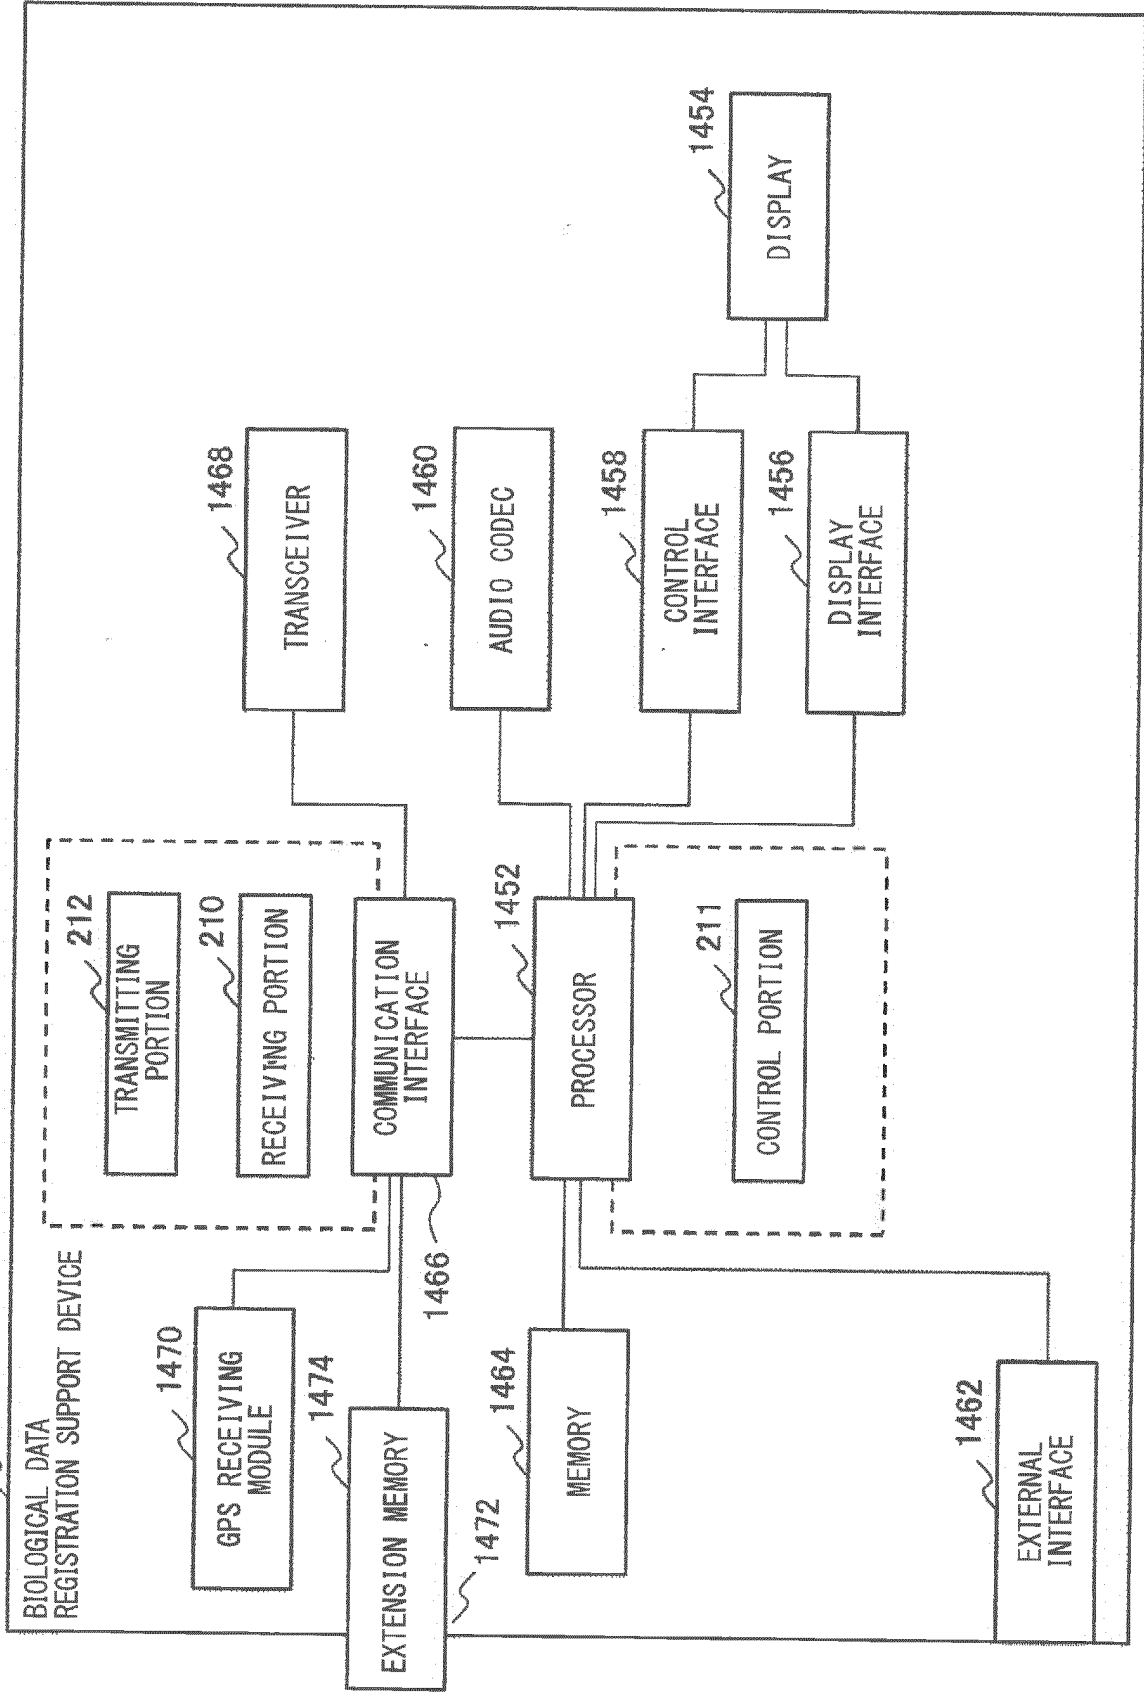 BIOLOGICAL DATA
REGISTRATION SUPPORT DEVICE
212
TRANSMITTING
PORTION
210
RECEIVING PORTION
1470
GPS RECEIVING
MODULE
1468
TRANSCEIVER
1474
EXTENSION MEMORY
1472
1466
COMMUNICATION
INTERFACE
1460
AUDIO CODEC
1464
MEMORY
1452
PROCESSOR
1458
CONTROL
INTERFACE
1454
DISPLAY
211
CONTROL PORTION
1456
DISPLAY
INTERFACE
1462
EXTERNAL
INTERFACE